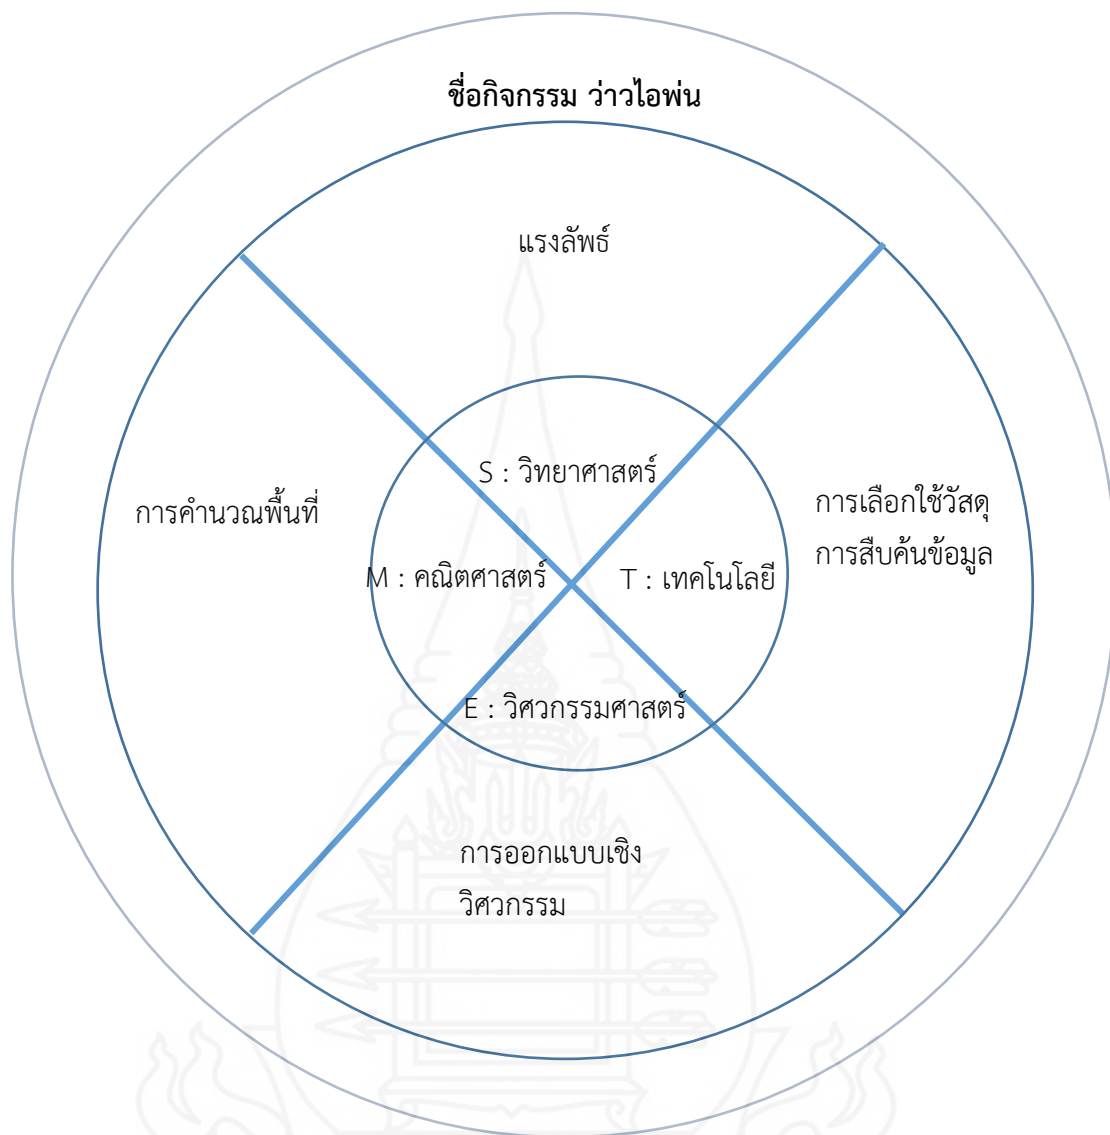 ชื่อกิจกรรม ว่าวไอพ่น
แรงลัพธ์
S : วิทยาศาสตร์
การคำนวณพื้นที่
การเลือกใช้วัสดุ
การสืบค้นข้อมูล
M : คณิตศาสตร์
T : เทคโนโลยี
E : วิศวกรรมศาสตร์
การออกแบบเชิง
วิศวกรรม